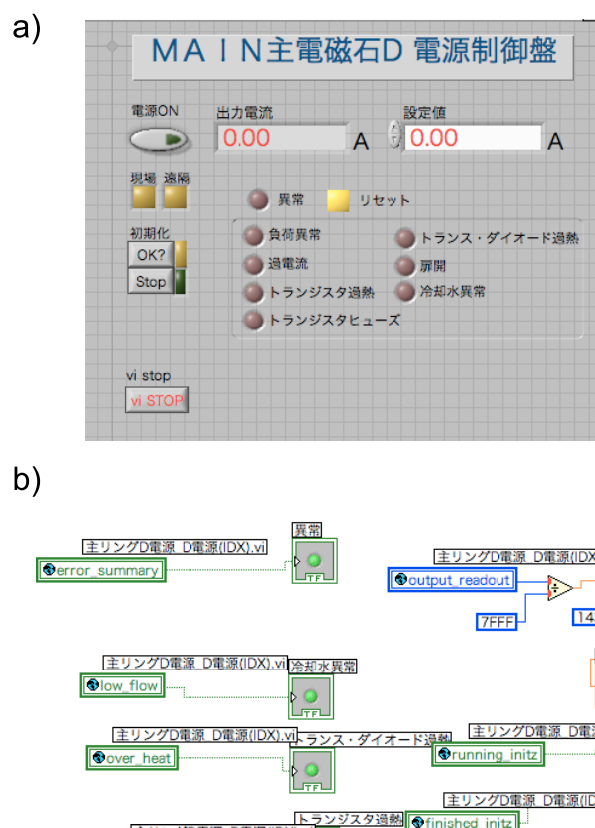 a)
MAIN主電磁石D 電源制御盤
電源ON 出力電流 設定値
0.00 A 0.00 A
現場 遠隔
異常 リセット
初期化
OK?
Stop
負荷異常 トランス・ダイオード過熱
過電流 扉開
トランジスタ過熱 冷却水異常
トランジスタヒューズ
vi stop
vi STOP
b)
異常
主リングD電源_D電源(IDX).vi
error_summary
TF
主リングD電源_D電源(IDX
output_readout
7FFF
14
主リングD電源_D電源(IDX).vi
冷却水異常
low_flow
TF
主リングD電源_D電源(IDX).vi
トランス・ダイオード過熱
over_heat
TF
主リングD電源_D電
running_initz
主リングD電源_D電源(ID
トランジスタ過熱
finished_initz